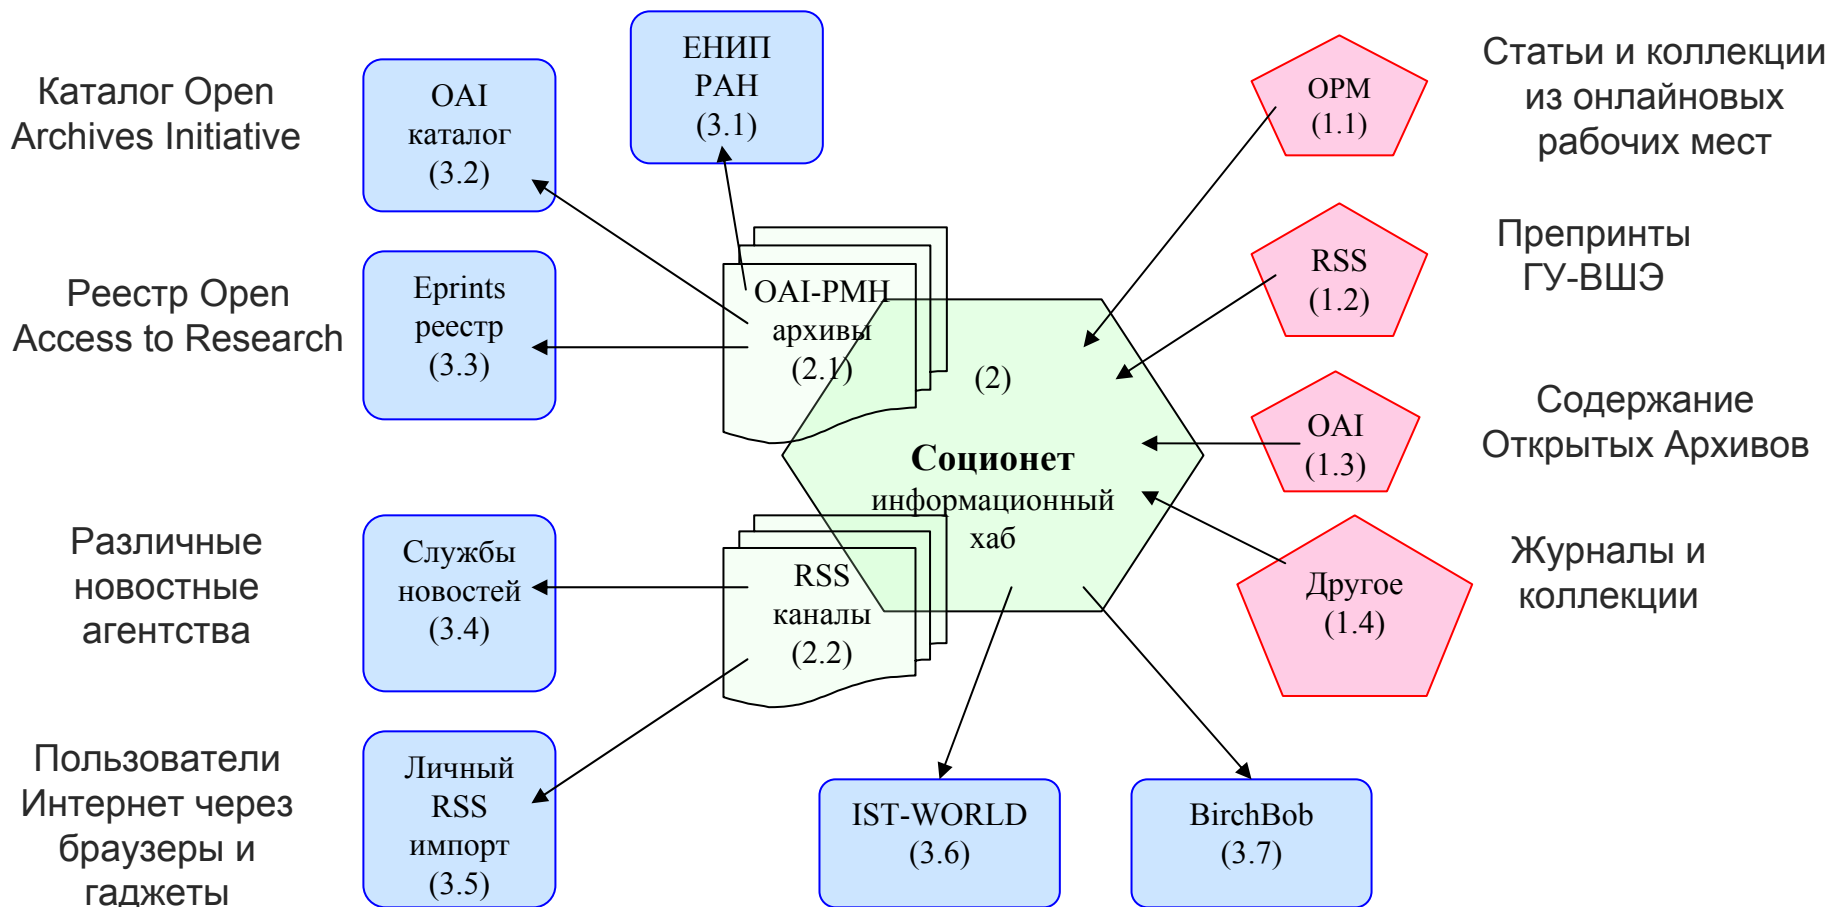 Каталог Open
Archives Initiative
OAI
каталог
(3.2)
ЕНИП
РАН
(3.1)
ОРМ
(1.1)
Статьи и коллекции
из онлайновых
рабочих мест
Реестр Open
Access to Research
Eprints
реестр
(3.3)
OAI-PMH
архивы
(2.1)
(2)
RSS
(1.2)
Препринты
ГУ-ВШЭ
Соционет
информационный
хаб
OAI
(1.3)
Содержание
Открытых Архивов
Различные
новостные
агентства
Службы
новостей
(3.4)
RSS
каналы
(2.2)
Другое
(1.4)
Журналы и
коллекции
Пользователи
Интернет через
браузеры и
гаджеты
Личный
RSS
импорт
(3.5)
IST-WORLD
(3.6)
BirchBob
(3.7)